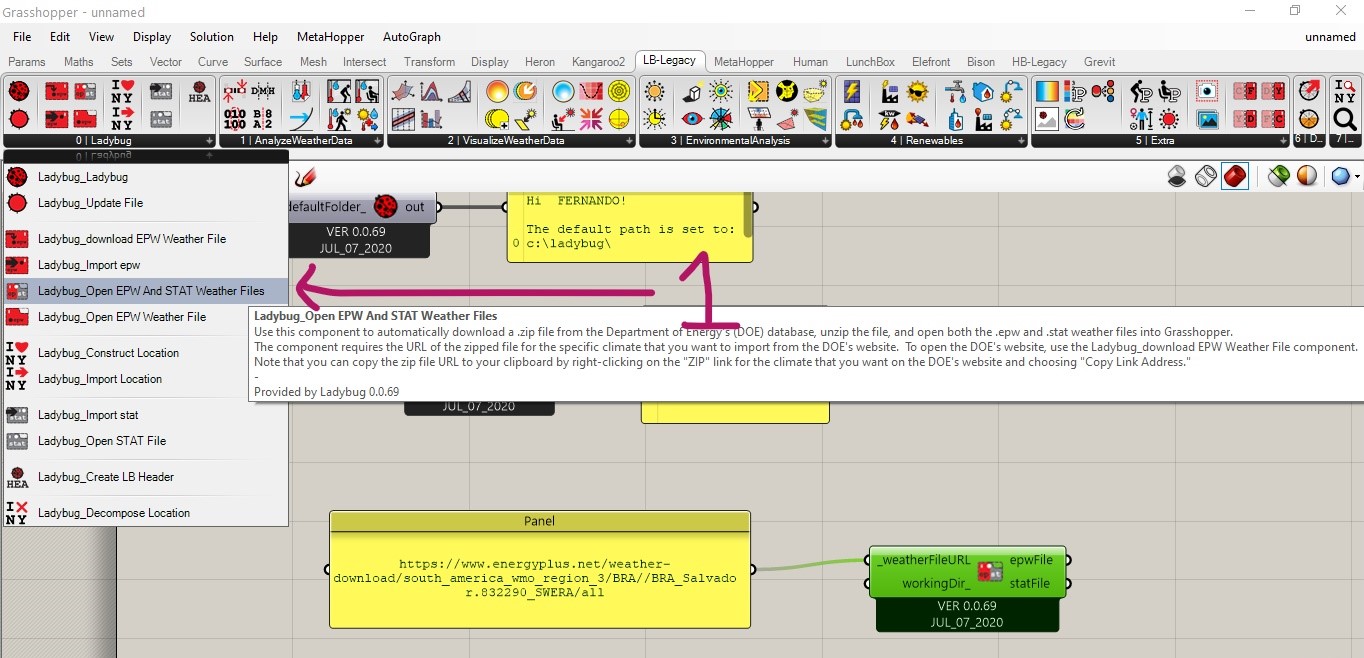 Grasshopper - unnamed
File Edit View Display Solution Help MetaHopper AutoGraph unnamed
Params Maths Sets Vector Curve Surface Mesh Intersect Transform Display Heron Kangaroo2 LB-Legacy MetaHopper Human LunchBox Elefront Bison HB-Legacy Grevit
0 | Ladybug 1 | AnalyzeWeatherData 2 | VisualizeWeatherData 3 | EnvironmentalAnalysis 4 | Renewables 5 | Extra 6 | D... 7 |...
0 | Ladybug
Ladybug_Ladybug
Ladybug_Update File
Ladybug_download EPW Weather File
Ladybug_Import epw
Ladybug_Open EPW And STAT Weather Files
Ladybug_Open EPW Weather File
Ladybug_Construct Location
Ladybug_Import Location
Ladybug_Import stat
Ladybug_Open STAT File
Ladybug_Create LB Header
Ladybug_Decompose Location
defaultFolder_ out
VER 0.0.69
JUL_07_2020
Hi FERNANDO!
The default path is set to:
0 c:\ladybug\
1
Ladybug_Open EPW And STAT Weather Files
Use this component to automatically download a .zip file from the Department of Energy's (DOE) database, unzip the file, and open both the .epw and .stat weather files into Grasshopper.
The component requires the URL of the zipped file for the specific climate that you want to import from the DOE's website. To open the DOE's website, use the Ladybug_download EPW Weather File component.
Note that you can copy the zip file URL to your clipboard by right-clicking on the "ZIP" link for the climate that you want on the DOE's website and choosing "Copy Link Address."
-
Provided by Ladybug 0.0.69
JUL_07_2020
Panel
https://www.energyplus.net/weather-
download/south_america_wmo_region_3/BRA//BRA_Salvado
r.832290_SWERA/all
_weatherFileURL epwFile
workingDir_ statFile
VER 0.0.69
JUL_07_2020